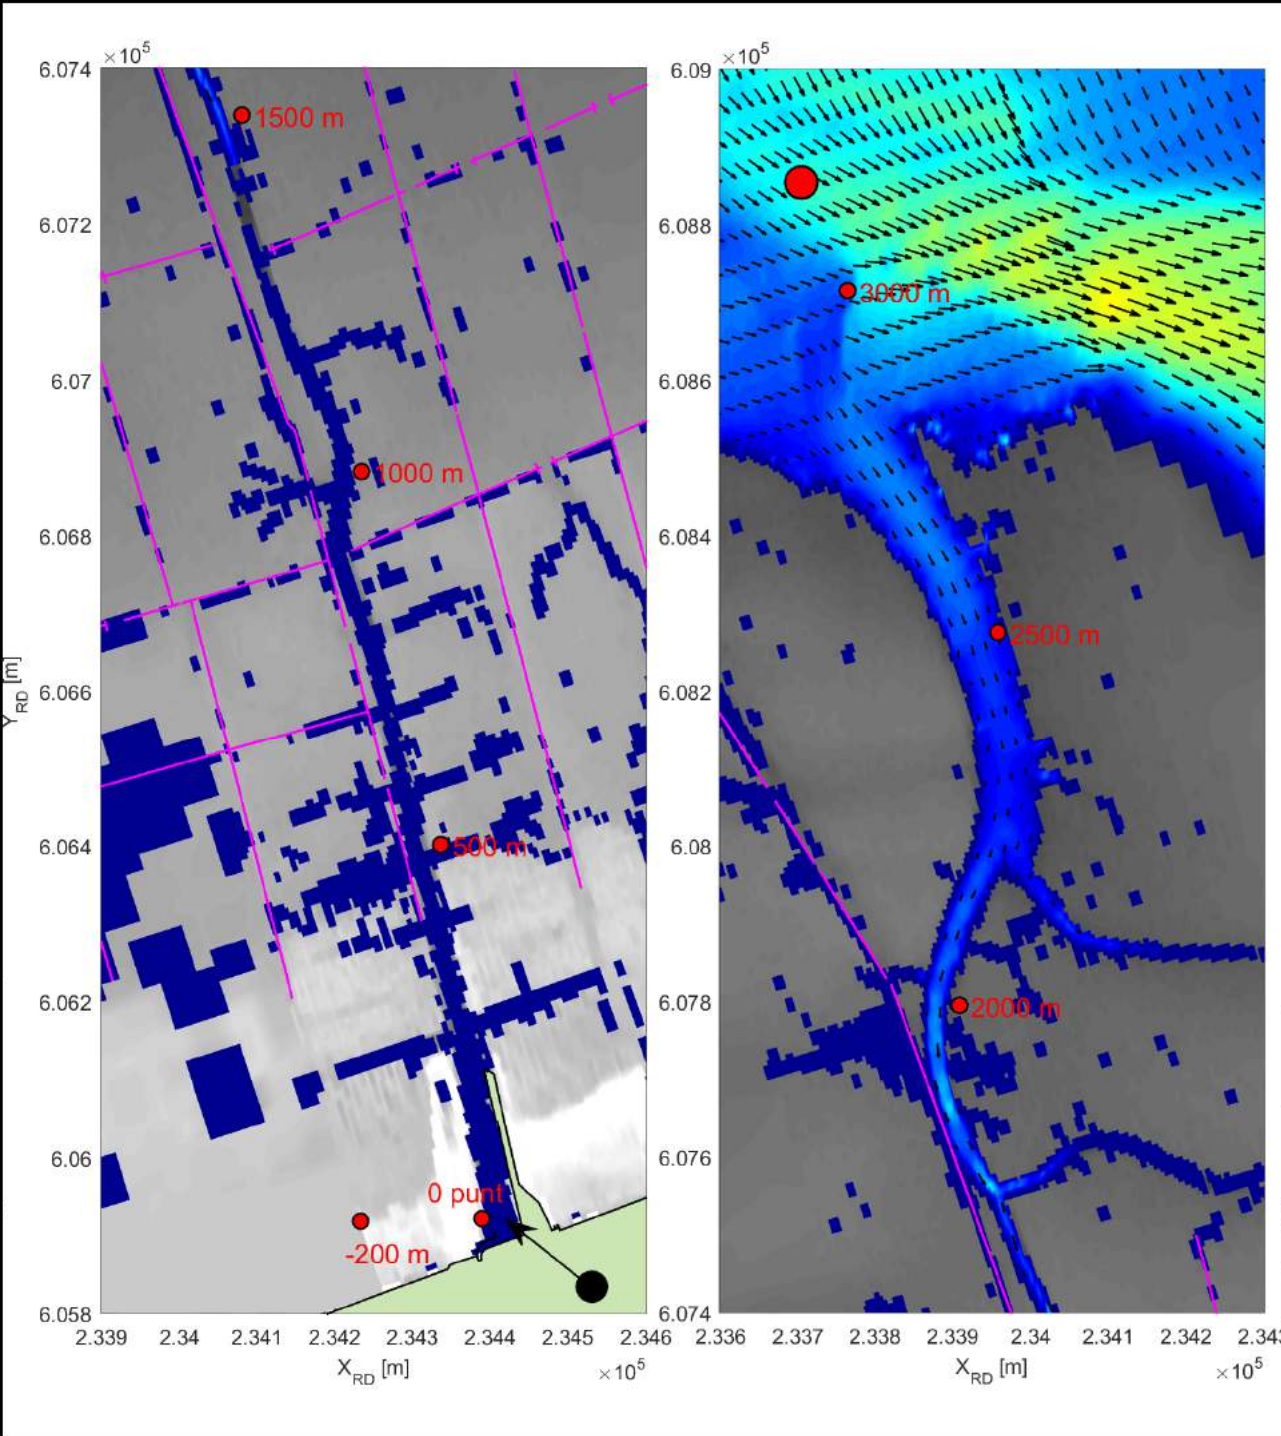 ×10⁵
6.074
1500 m
6.072
6.07
1000 m
6.068
6.066
Y_RD [m]
6.064
500 m
6.062
6.06
0 punt
-200 m
6.058
2.339 2.34 2.341 2.342 2.343 2.344 2.345 2.346
X_RD [m]
×10⁵
×10⁵
6.09
6.088
3000 m
6.086
6.084
2500 m
6.082
6.08
6.078
2000 m
6.076
6.074
2.336 2.337 2.338 2.339 2.34 2.341 2.342 2.343
X_RD [m]
×10⁵